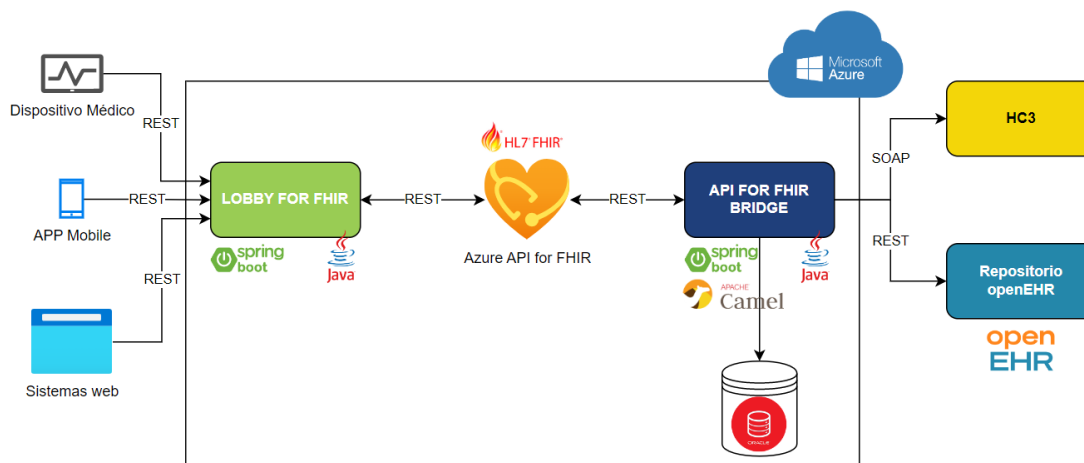 Microsoft
Azure
Dispositivo Médico
REST
HC3
HL7® FHIR®
SOAP
LOBBY FOR FHIR
REST
REST
API FOR FHIR
BRIDGE
REST
APP Mobile
spring
boot
Java
Azure API for FHIR
spring
boot
Java
REST
REST
APACHE
Camel
Repositorio
openEHR
open
EHR
Sistemas web
ORACLE